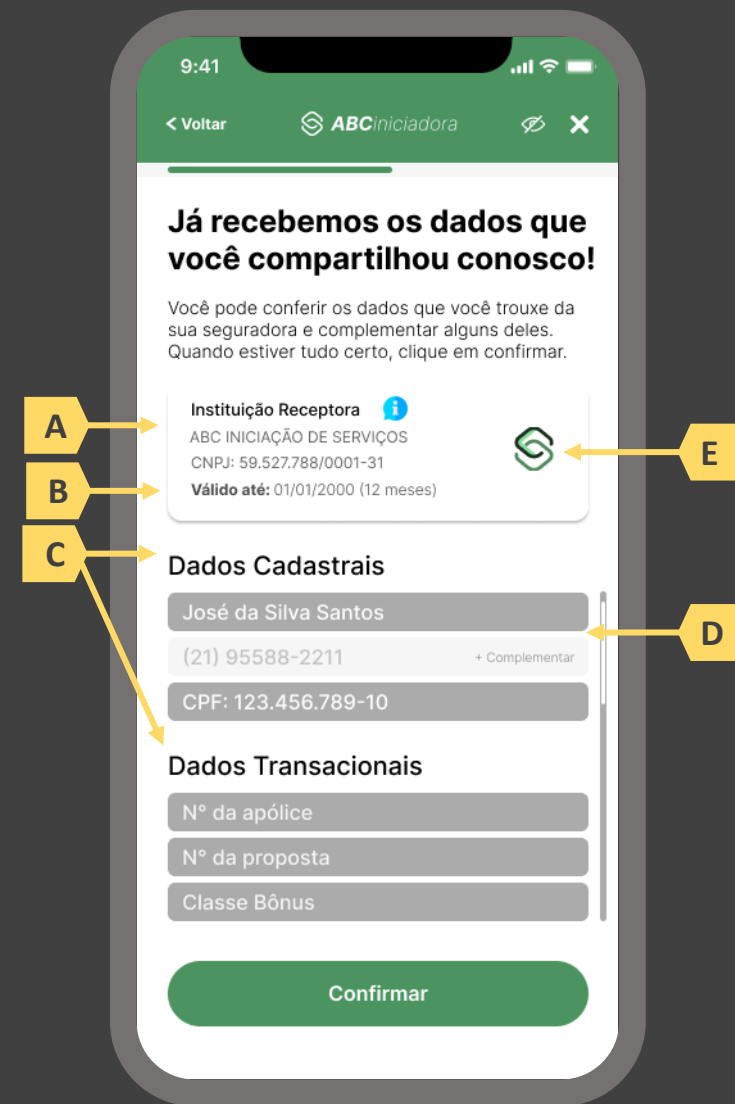 9:41
< Voltar
ABCiniciadora
Já recebemos os dados que
você compartilhou conosco!
Você pode conferir os dados que você trouxe da
sua seguradora e complementar alguns deles.
Quando estiver tudo certo, clique em confirmar.
A
Instituição Receptora i
ABC INICIAÇÃO DE SERVIÇOS
E
CNPJ: 59.527.788/0001-31
B
Válido até: 01/01/2000 (12 meses)
C
Dados Cadastrais
José da Silva Santos
D
(21) 95588-2211 + Complementar
CPF: 123.456.789-10
Dados Transacionais
N° da apólice
N° da proposta
Classe Bônus
Confirmar